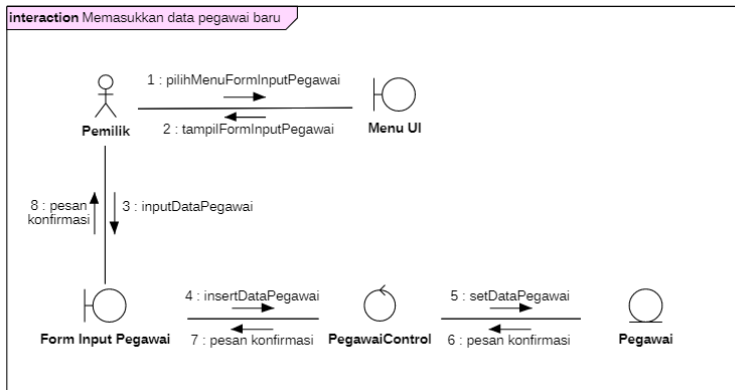 interaction Memasukkan data pegawai baru
1 : pilihMenuFormInputPegawai
2 : tampilFormInputPegawai
Pemilik
Menu UI
8 : pesan
konfirmasi
3 : inputDataPegawai
4 : insertDataPegawai
5 : setDataPegawai
Form Input Pegawai
7 : pesan konfirmasi
PegawaiControl
6 : pesan konfirmasi
Pegawai